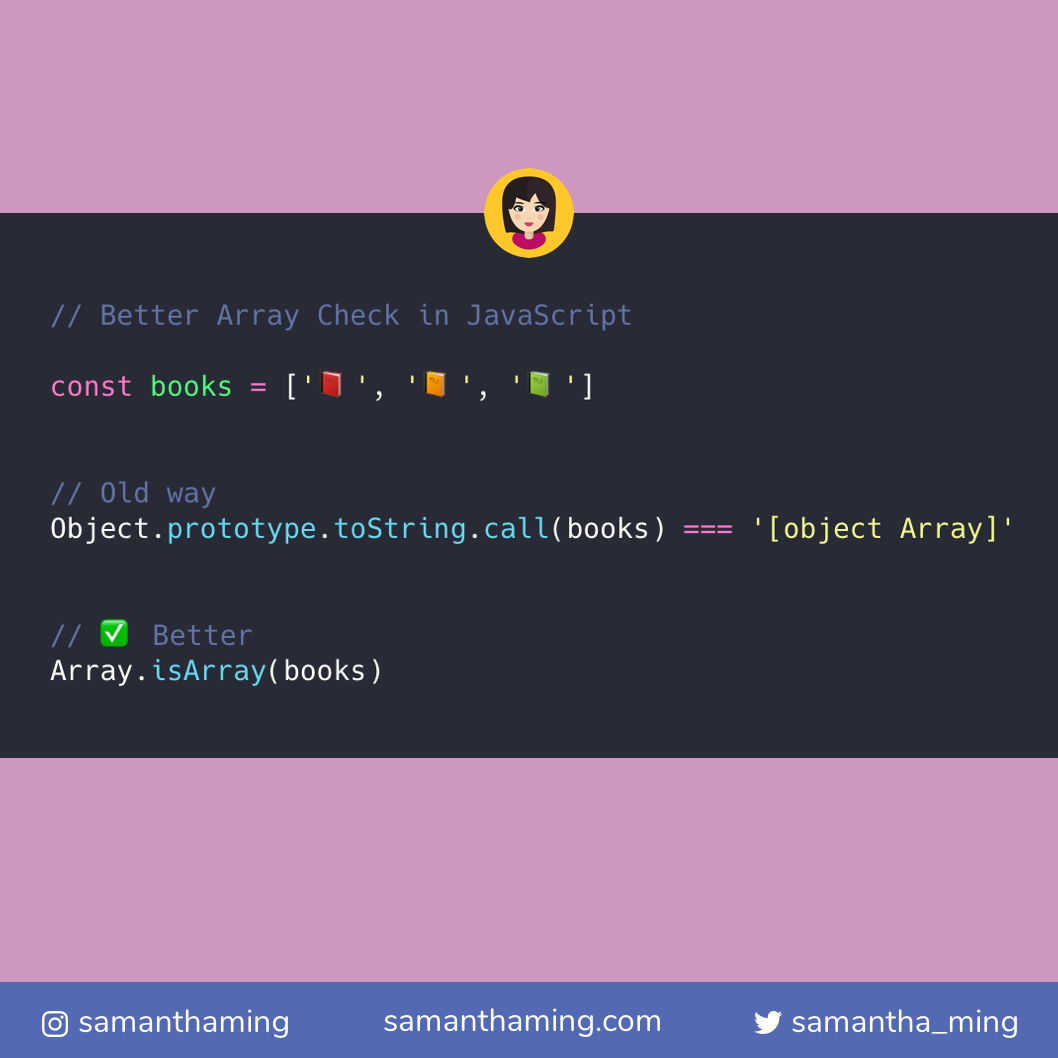 // Better Array Check in JavaScript
const books = ['📕 ', '📙 ', '📗 ']
// Old way
Object.prototype.toString.call(books) === '[object Array]'
// ✅ Better
Array.isArray(books)
samanthaming
samanthaming.com
samantha_ming